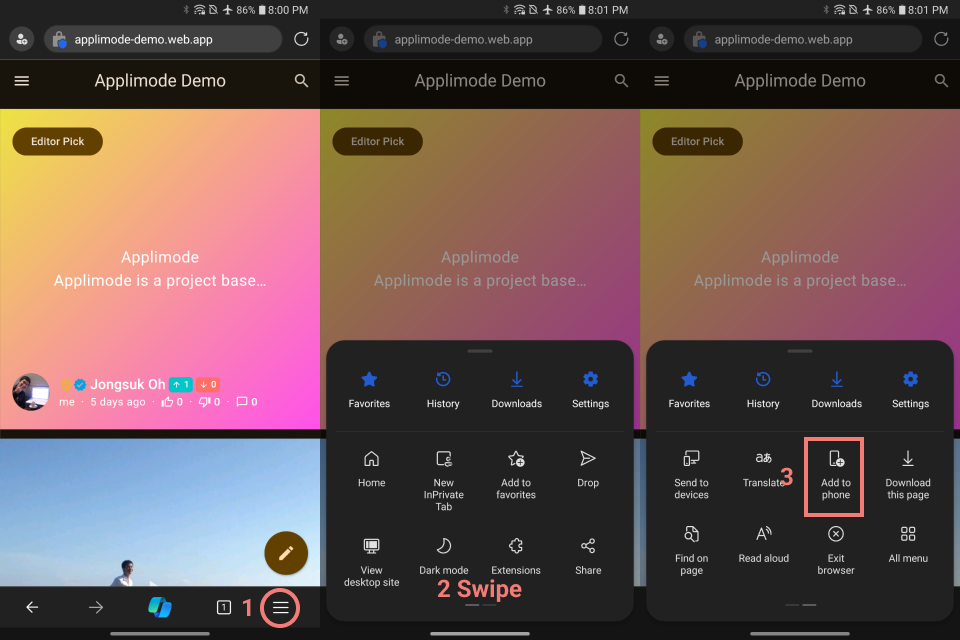 86% 8:00 PM
applimode-demo.web.app
Applimode Demo
Editor Pick
Applimode
Applimode is a project base...
Jongsuk Oh 1 0
me · 5 days ago · 0 · 0 · 0
1 1
86% 8:01 PM
applimode-demo.web.app
Applimode Demo
Editor Pick
Applimode
Applimode is a project base...
Favorites History Downloads Settings
Home New Add to Drop
InPrivate favorites
Tab
View Dark mode Extensions Share
desktop site
2 Swipe
86% 8:01 PM
applimode-demo.web.app
Applimode Demo
Editor Pick
Applimode
Applimode is a project base...
Favorites History Downloads Settings
aあ
Send to Translate 3 Add to Download
devices phone this page
A
Find on Read aloud Exit All menu
page browser